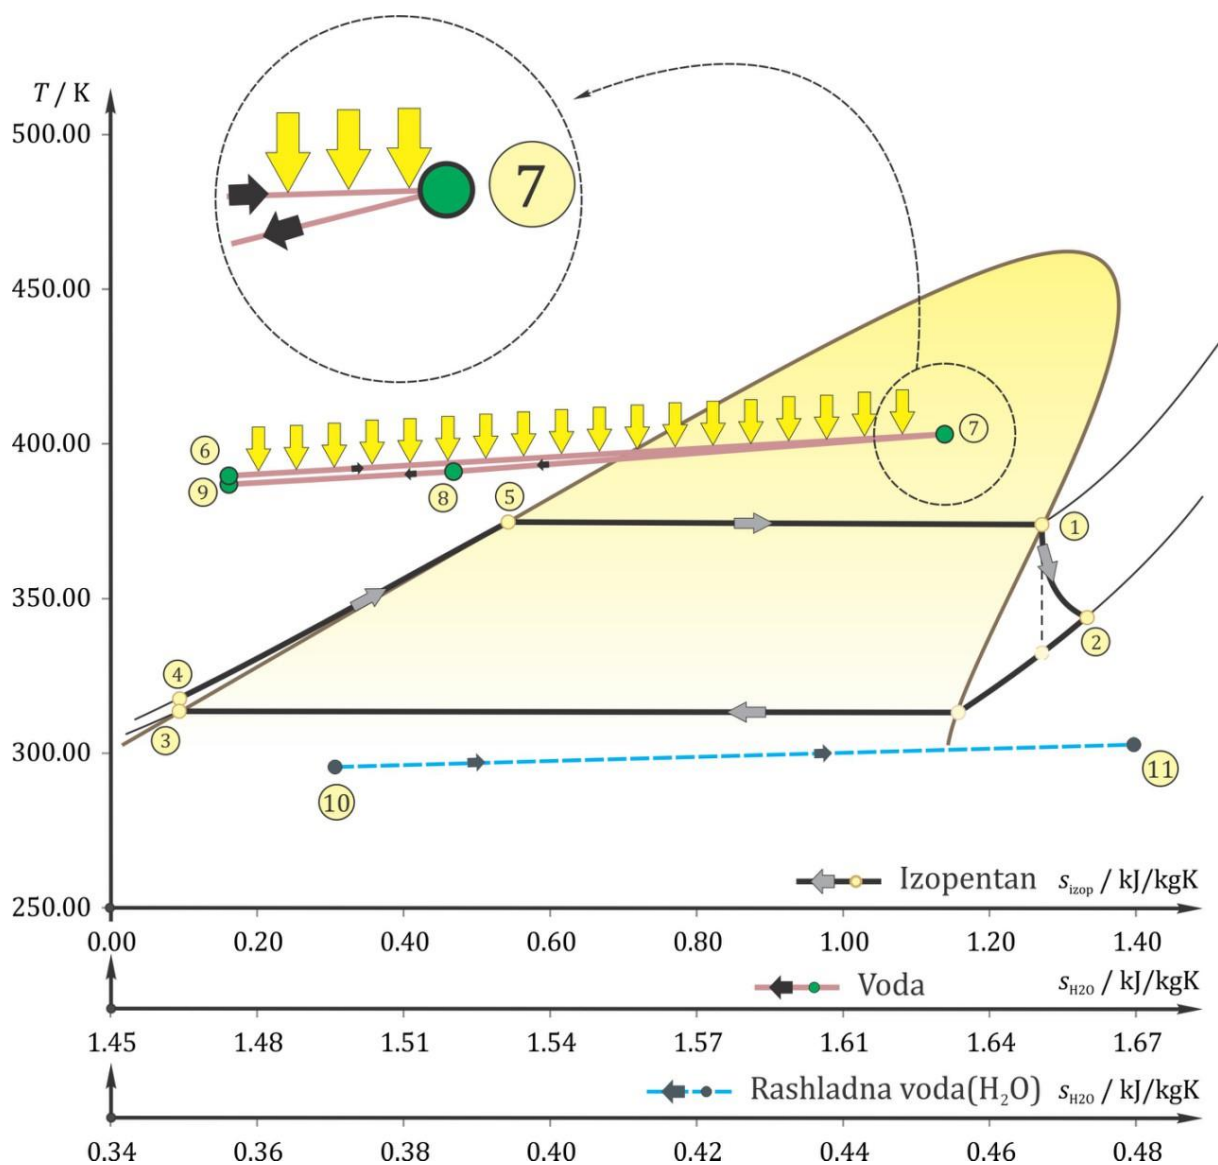 T / K
500.00
7
450.00
400.00
6
7
9
8
5
1
350.00
4
2
3
300.00
10
11
Izopentan s_izop / kJ/kgK
250.00
0.00 0.20 0.40 0.60 0.80 1.00 1.20 1.40
Voda s_H2O / kJ/kgK
1.45 1.48 1.51 1.54 1.57 1.61 1.64 1.67
Rashladna voda(H₂O) s_H2O / kJ/kgK
0.34 0.36 0.38 0.40 0.42 0.44 0.46 0.48